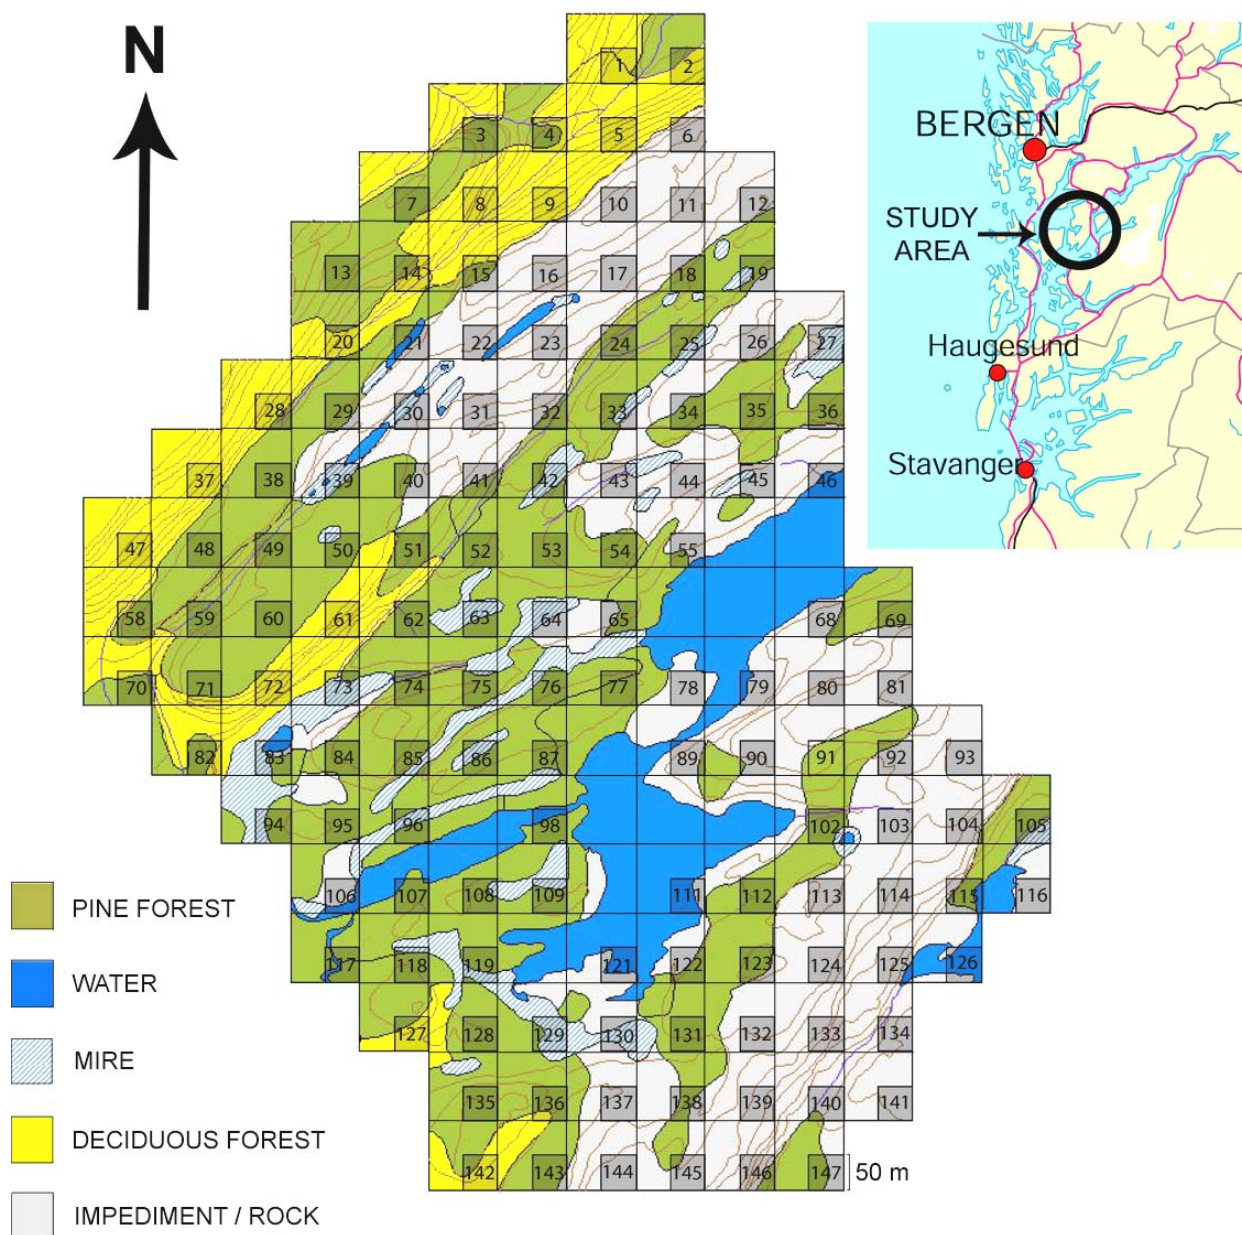 N
1 2
3 4 5 6
7 8 9 10 11 12
13 14 15 16 17 18 19
20 21 22 23 24 25 26 27
28 29 30 31 32 33 34 35 36
37 38 39 40 41 42 43 44 45 46
47 48 49 50 51 52 53 54 55
58 59 60 61 62 63 64 65 68 69
70 71 72 73 74 75 76 77 78 79 80 81
82 83 84 85 86 87 89 90 91 92 93
94 95 96 98 102 103 104 105
106 107 108 109 111 112 113 114 115 116
117 118 119 121 122 123 124 125 126
127 128 129 130 131 132 133 134
135 136 137 138 139 140 141
142 143 144 145 146 147
50 m
BERGEN
STUDY
AREA
Haugesund
Stavanger
PINE FOREST
WATER
MIRE
DECIDUOUS FOREST
IMPEDIMENT / ROCK